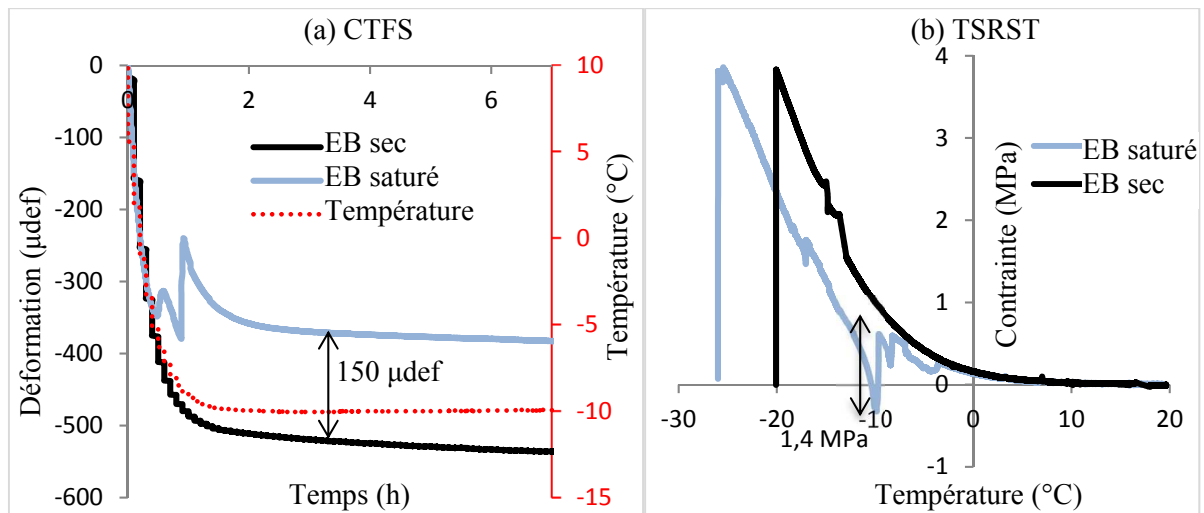 (a) CTFS
0
-100
-200
-300
-400
-500
-600
Déformation (µdef)
0
2
4
6
Temps (h)
EB sec
EB saturé
Température
150 µdef
10
5
0
-5
-10
-15
Température (°C)
(b) TSRST
4
3
2
1
0
-1
Contrainte (MPa)
EB saturé
EB sec
1,4 MPa
-30
-20
-10
0
10
20
Température (°C)